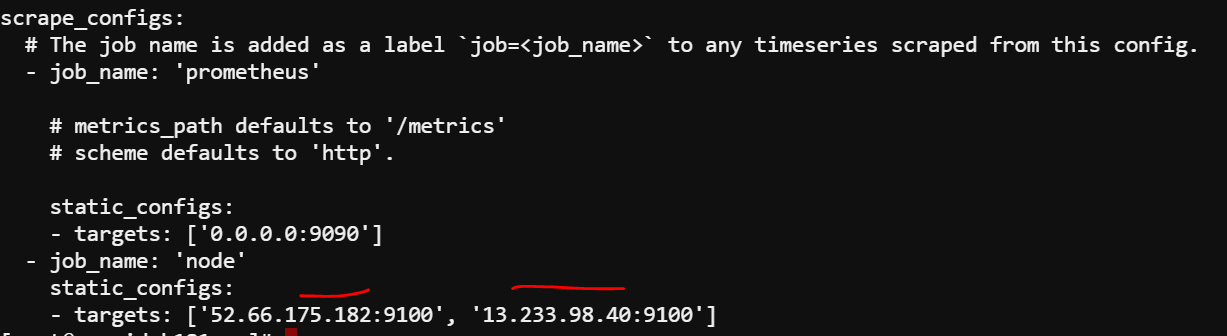 scrape_configs:
# The job name is added as a label `job=<job_name>` to any timeseries scraped from this config.
- job_name: 'prometheus'
# metrics_path defaults to '/metrics'
# scheme defaults to 'http'.
static_configs:
- targets: ['0.0.0.0:9090']
- job_name: 'node'
static_configs:
- targets: ['52.66.175.182:9100', '13.233.98.40:9100']